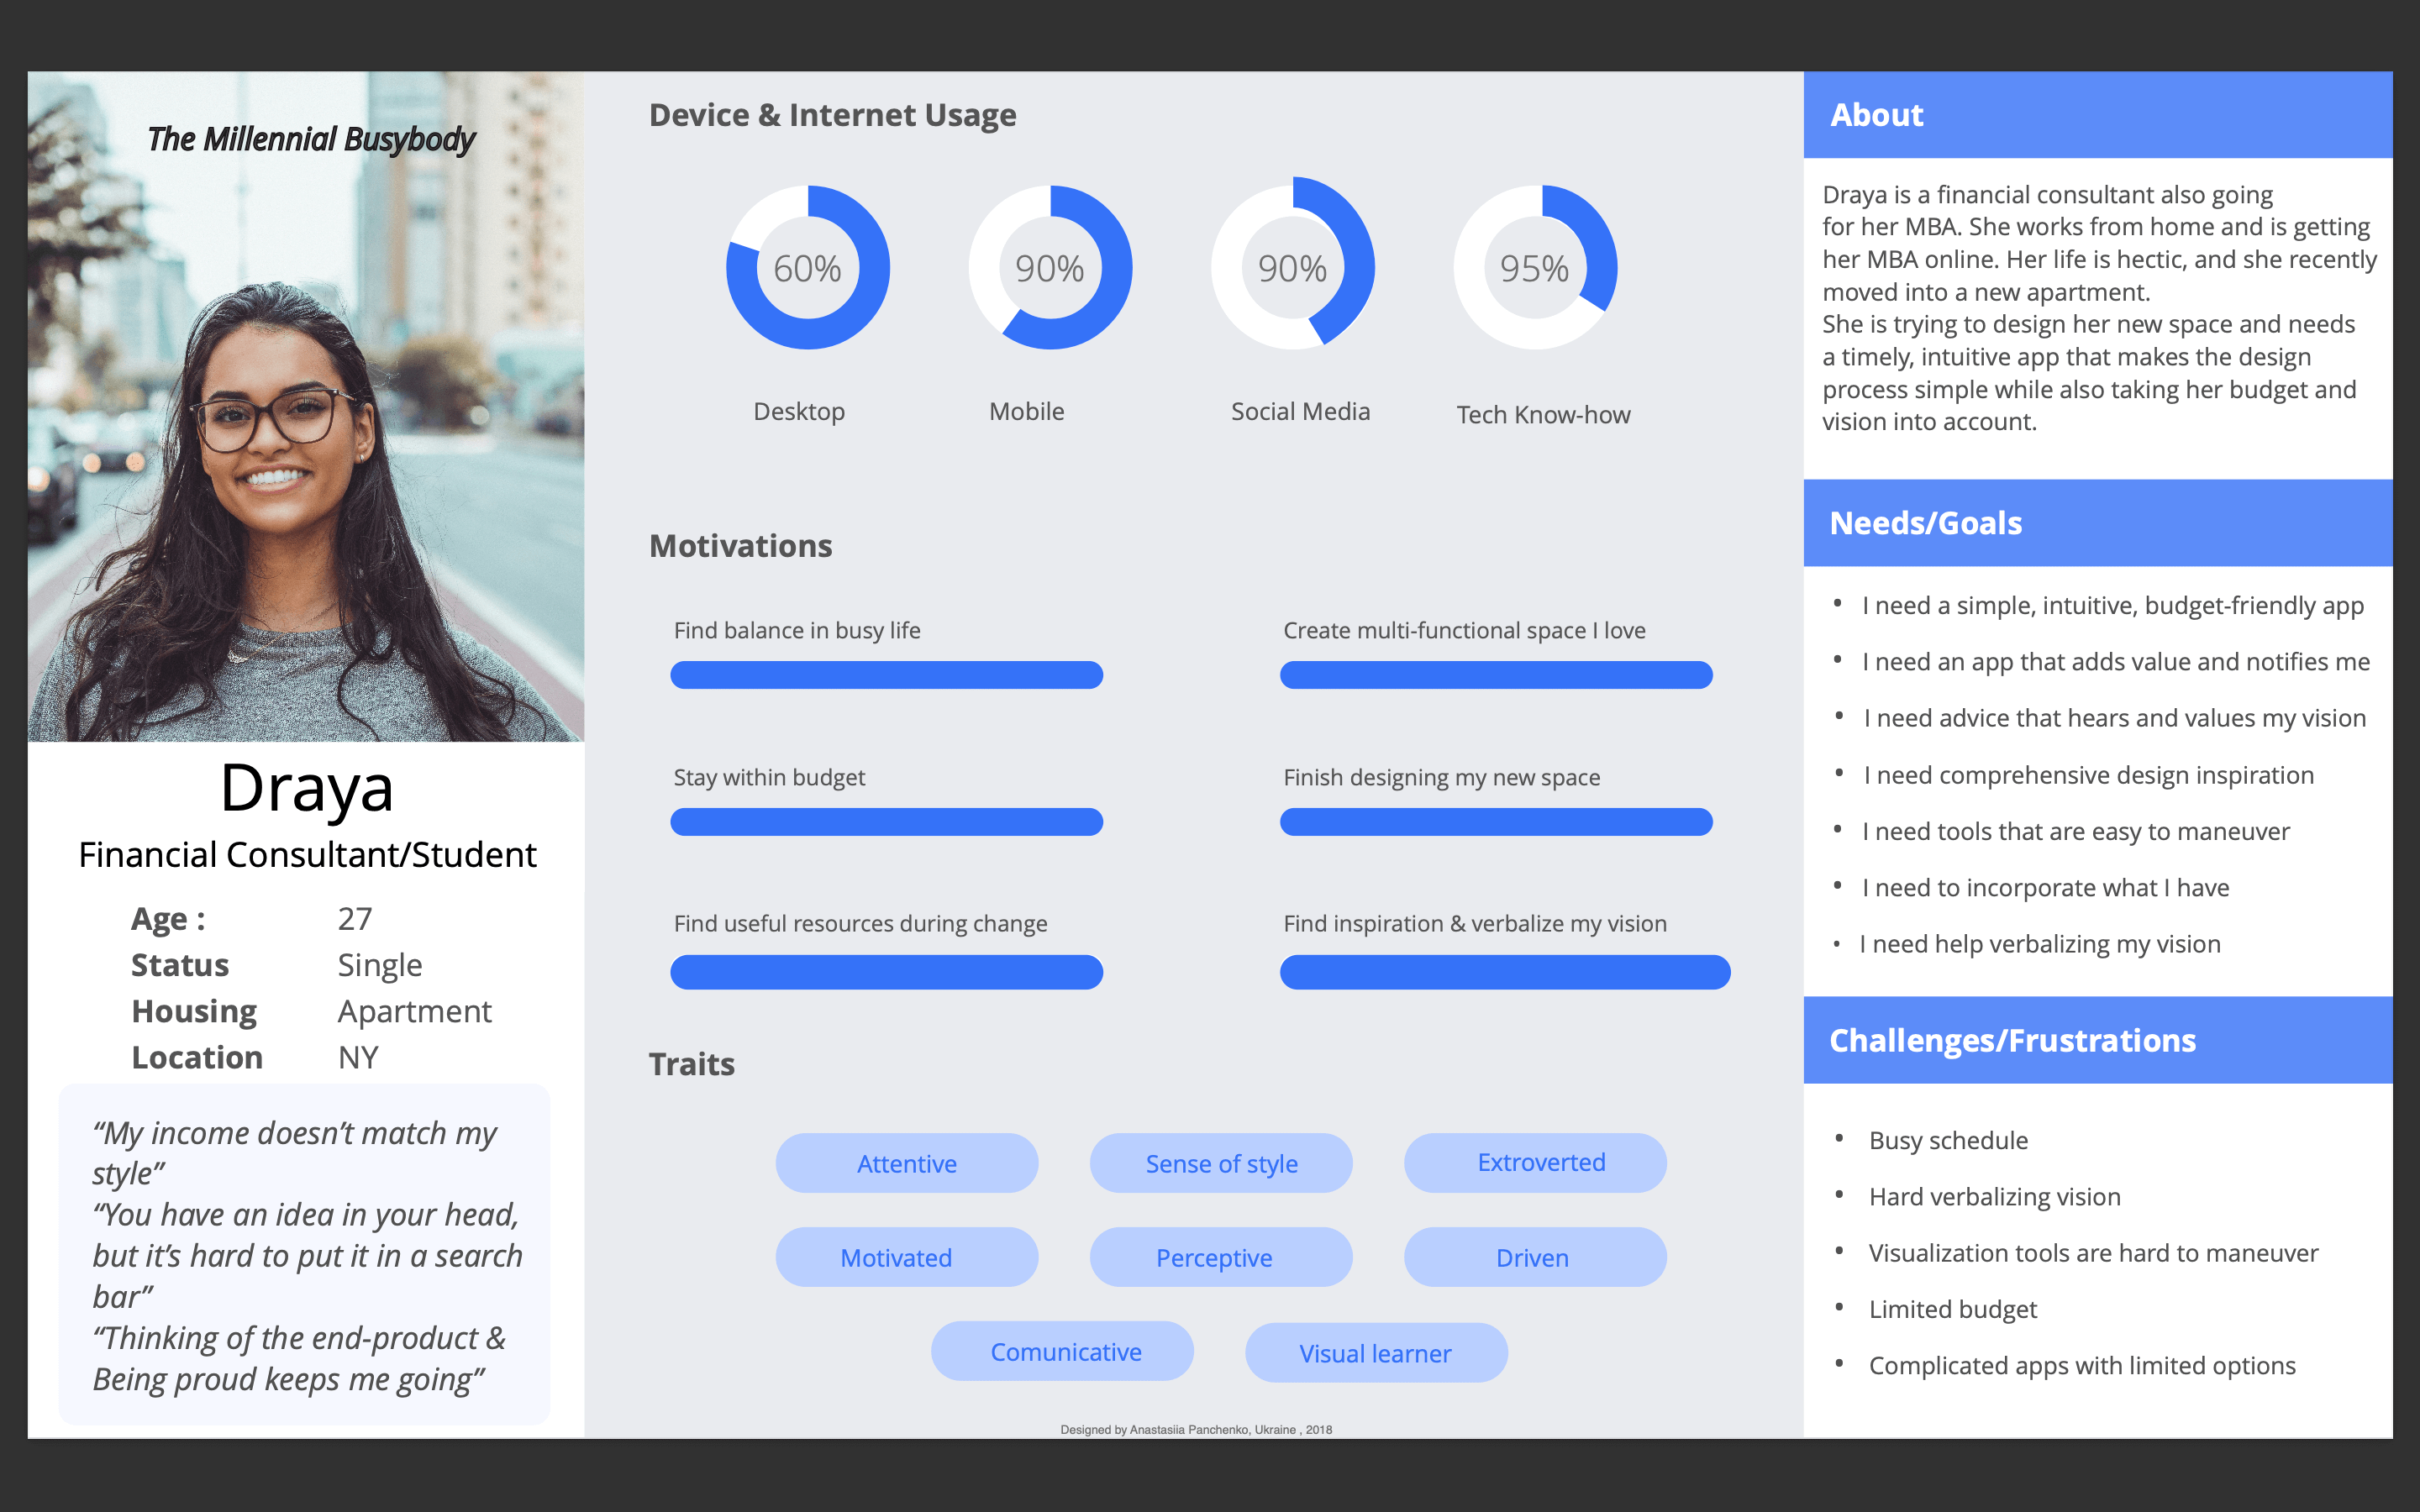 The Millennial Busybody
Draya
Financial Consultant/Student
Age : 27
Status Single
Housing Apartment
Location NY
“My income doesn’t match my
style”
“You have an idea in your head,
but it’s hard to put it in a search
bar”
“Thinking of the end-product &
Being proud keeps me going”
Device & Internet Usage
60% 90% 90% 95%
Desktop Mobile Social Media Tech Know-how
Motivations
Find balance in busy life
Create multi-functional space I love
Stay within budget
Finish designing my new space
Find useful resources during change
Find inspiration & verbalize my vision
Traits
Attentive Sense of style Extroverted
Motivated Perceptive Driven
Comunicative Visual learner
Designed by Anastasiia Panchenko, Ukraine , 2018
About
Draya is a financial consultant also going
for her MBA. She works from home and is getting
her MBA online. Her life is hectic, and she recently
moved into a new apartment.
She is trying to design her new space and needs
a timely, intuitive app that makes the design
process simple while also taking her budget and
vision into account.
Needs/Goals
• I need a simple, intuitive, budget-friendly app
• I need an app that adds value and notifies me
• I need advice that hears and values my vision
• I need comprehensive design inspiration
• I need tools that are easy to maneuver
• I need to incorporate what I have
• I need help verbalizing my vision
Challenges/Frustrations
• Busy schedule
• Hard verbalizing vision
• Visualization tools are hard to maneuver
• Limited budget
• Complicated apps with limited options